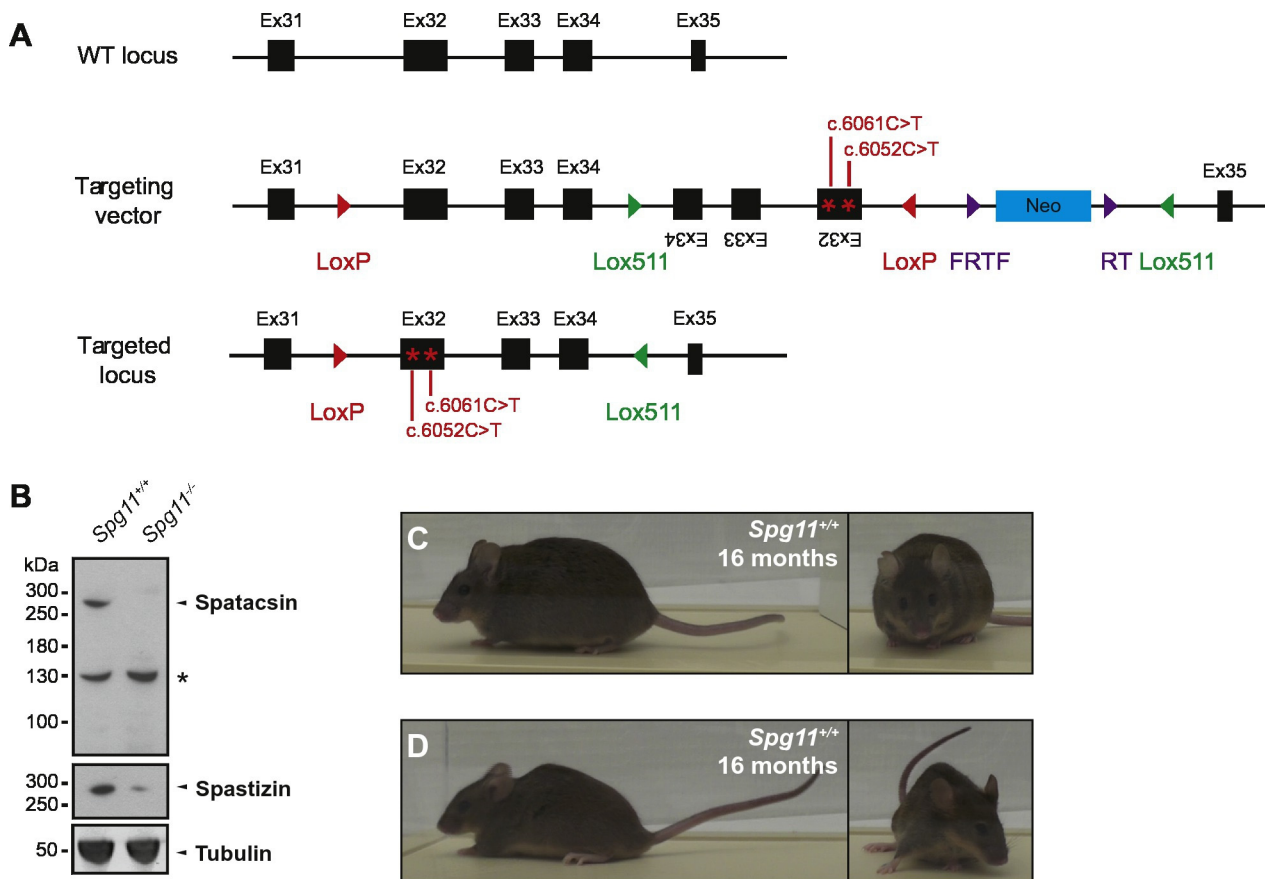 A
WT locus
Ex31 Ex32 Ex33 Ex34 Ex35
Targeting
vector
c.6061C>T
c.6052C>T
Ex31 Ex32 Ex33 Ex34 Ex35
Neo
Ex34 Ex33 Ex32
LoxP Lox511 LoxP FRTF RT Lox511
Targeted
locus
Ex31 Ex32 Ex33 Ex34 Ex35
* *
LoxP c.6061C>T Lox511
c.6052C>T
B
Spg11+/+ Spg11-/-
kDa
300
250
Spatacsin
180
130 *
100
300
250
Spastizin
50 Tubulin
C
Spg11+/+
16 months
D
Spg11+/+
16 months